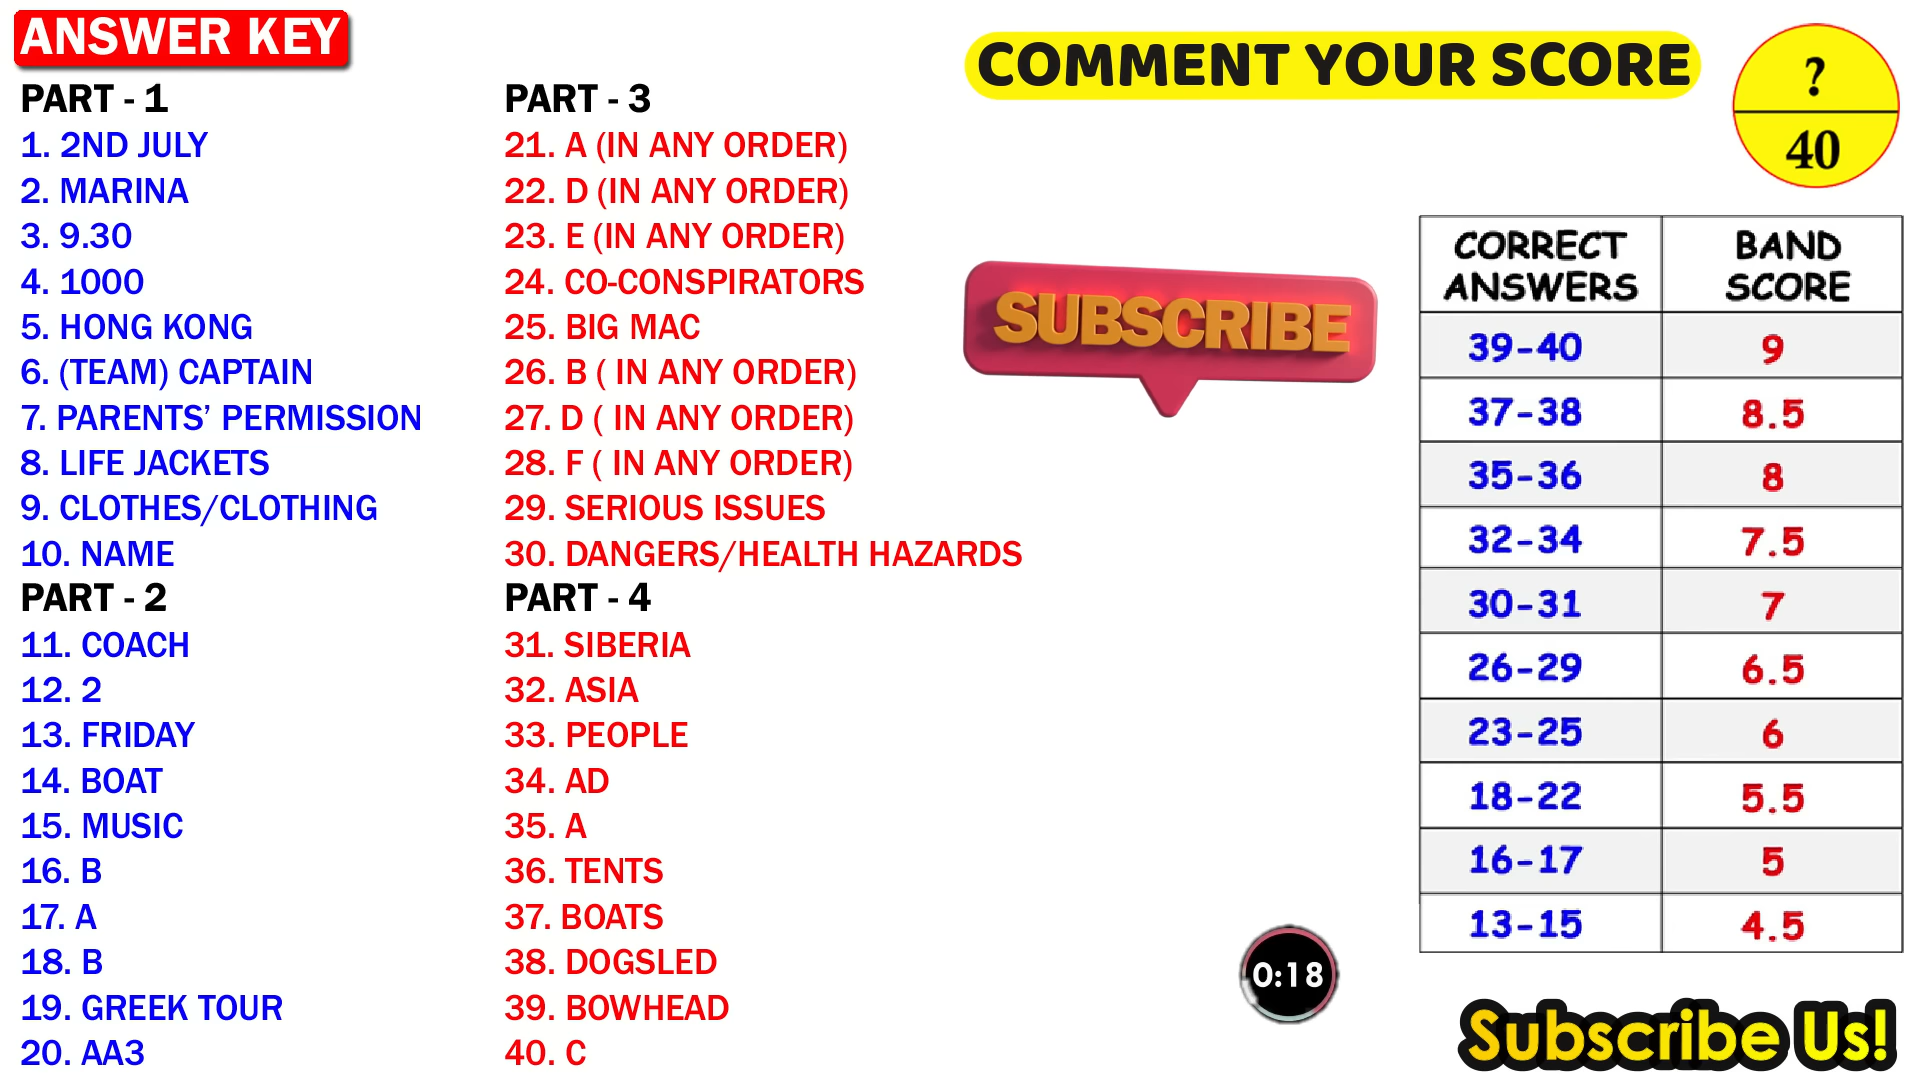 ANSWER KEY
PART - 1
1. 2ND JULY
2. MARINA
3. 9.30
4. 1000
5. HONG KONG
6. (TEAM) CAPTAIN
7. PARENTS’ PERMISSION
8. LIFE JACKETS
9. CLOTHES/CLOTHING
10. NAME
PART - 2
11. COACH
12. 2
13. FRIDAY
14. BOAT
15. MUSIC
16. B
17. A
18. B
19. GREEK TOUR
20. AA3
PART - 3
21. A (IN ANY ORDER)
22. D (IN ANY ORDER)
23. E (IN ANY ORDER)
24. CO-CONSPIRATORS
25. BIG MAC
26. B ( IN ANY ORDER)
27. D ( IN ANY ORDER)
28. F ( IN ANY ORDER)
29. SERIOUS ISSUES
30. DANGERS/HEALTH HAZARDS
PART - 4
31. SIBERIA
32. ASIA
33. PEOPLE
34. AD
35. A
36. TENTS
37. BOATS
38. DOGSLED
39. BOWHEAD
40. C
COMMENT YOUR SCORE
?
40
SUBSCRIBE
CORRECT ANSWERS BAND SCORE
39-40 9
37-38 8.5
35-36 8
32-34 7.5
30-31 7
26-29 6.5
23-25 6
18-22 5.5
16-17 5
13-15 4.5
0:18
Subscribe Us!